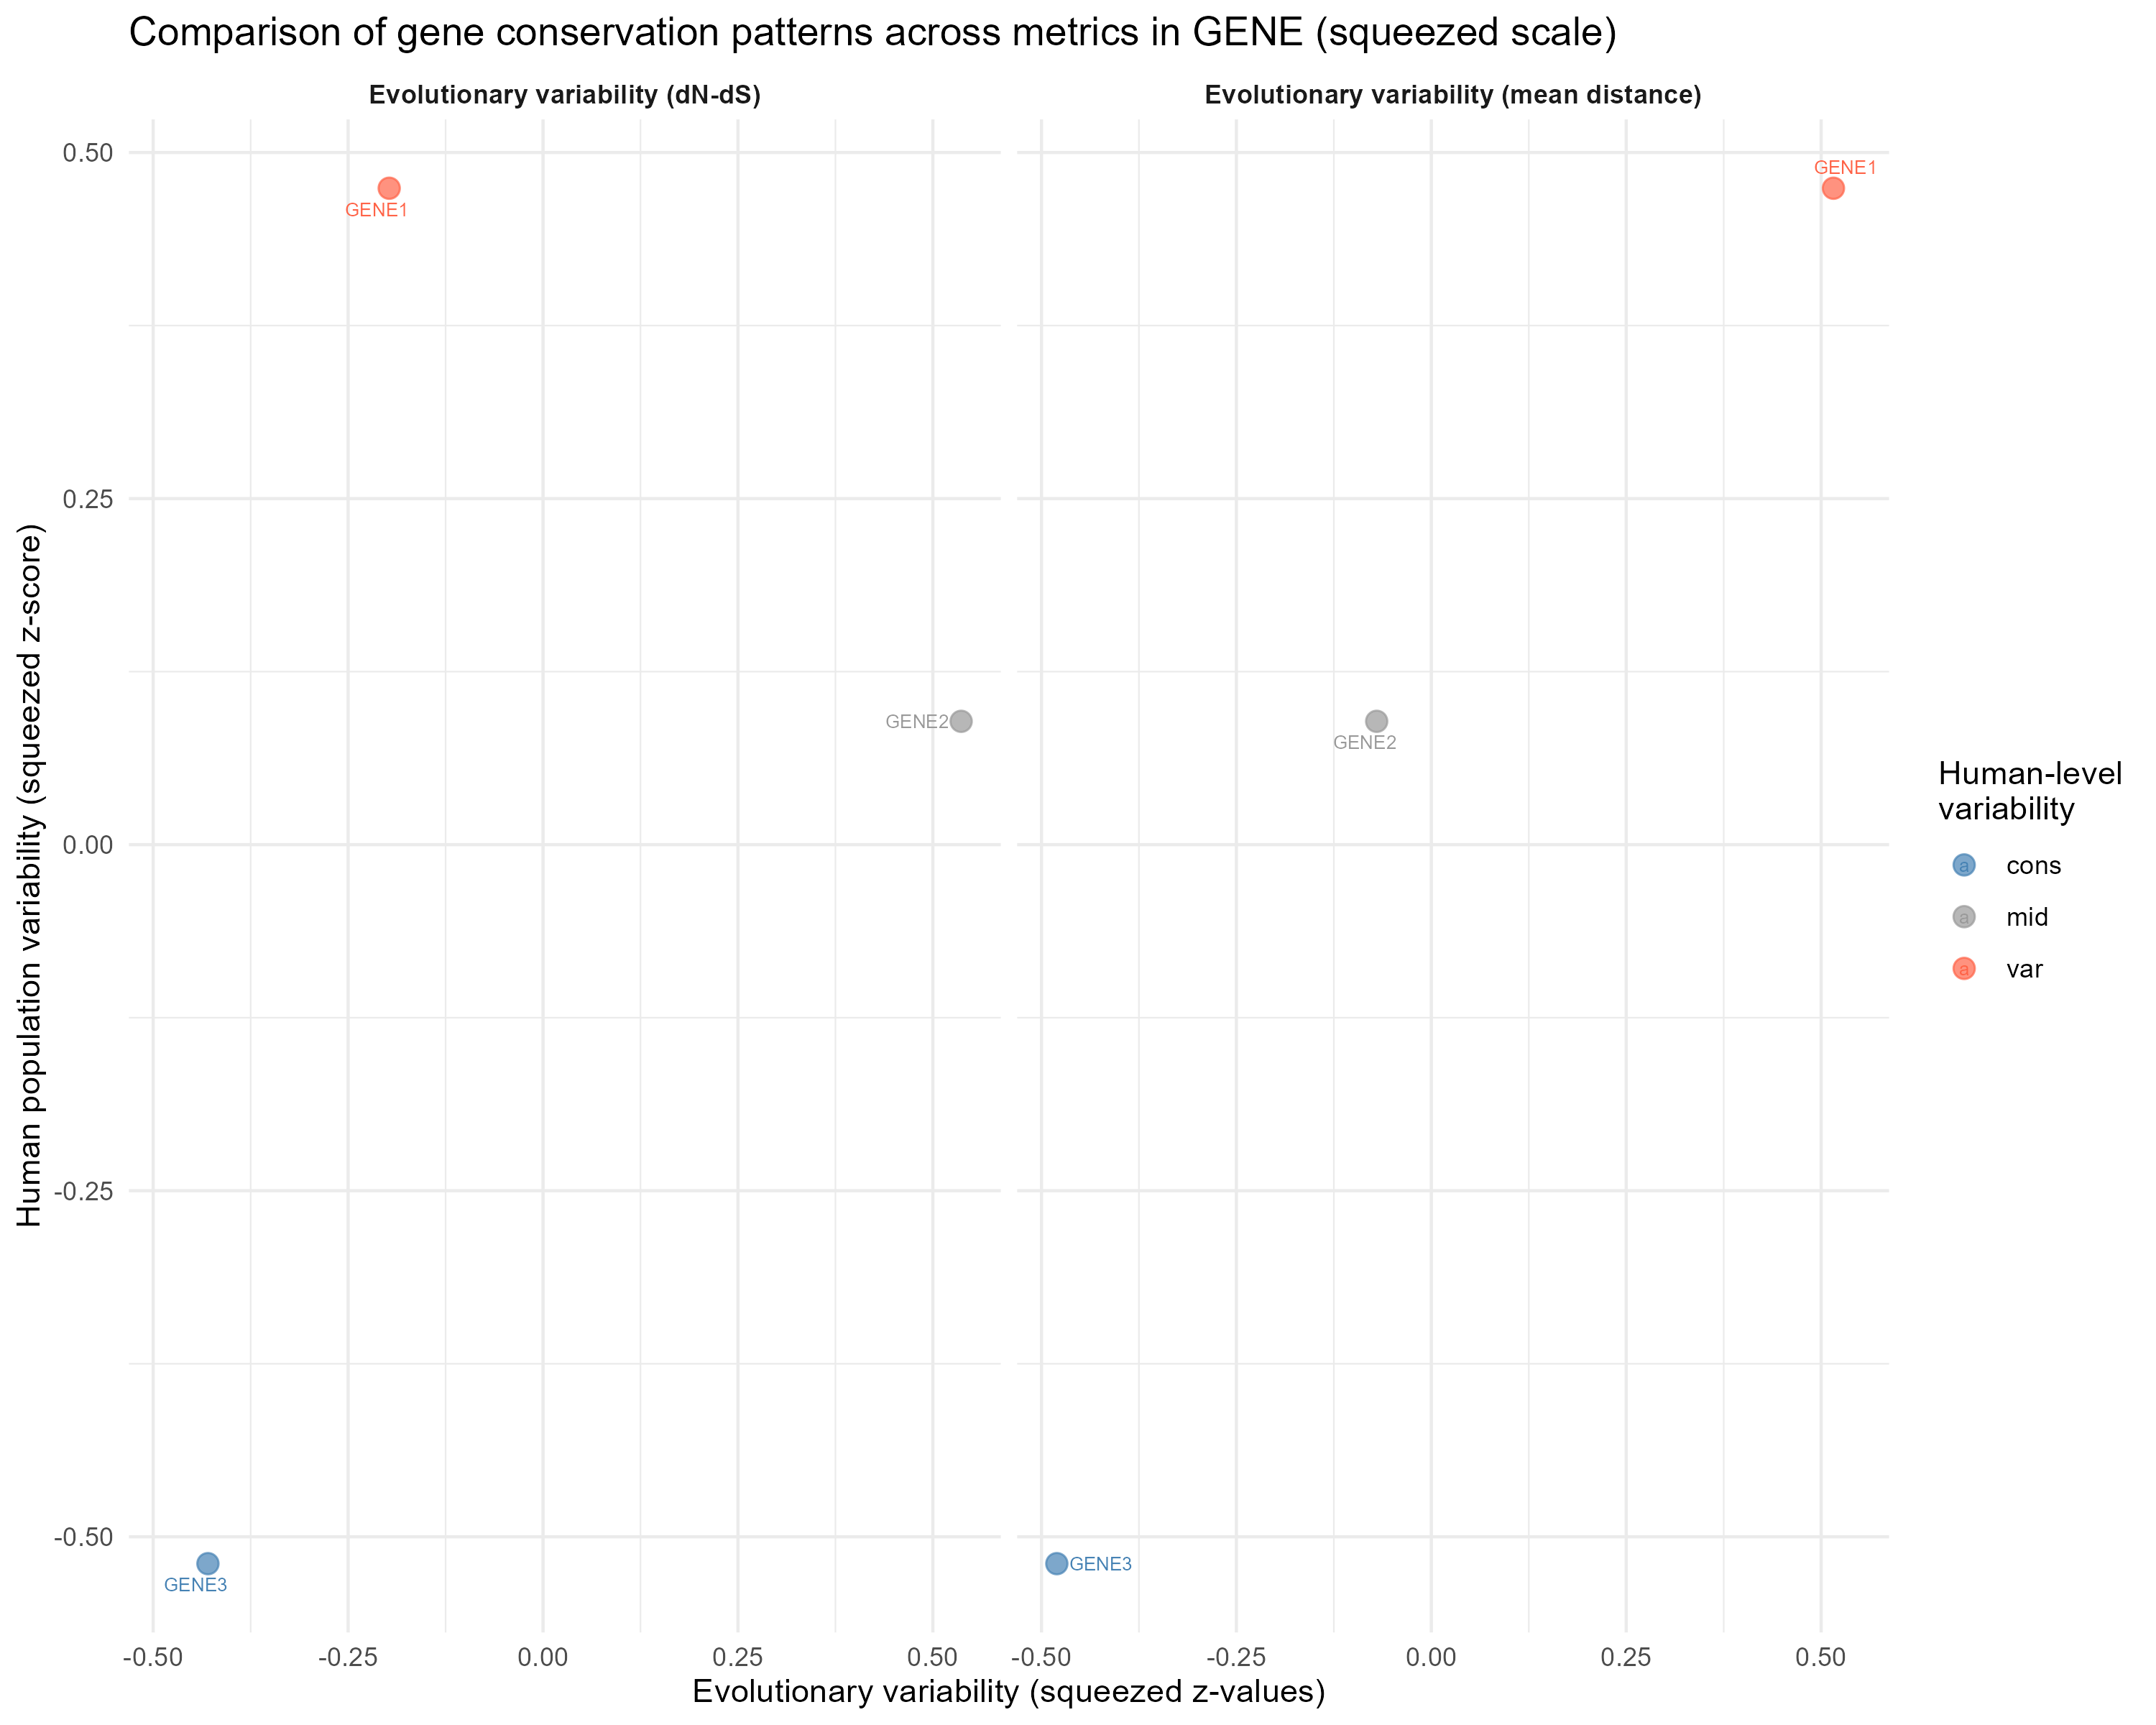 Comparison of gene conservation patterns across metrics in GENE (squeezed scale)
Evolutionary variability (dN-dS)
Evolutionary variability (mean distance)
Human population variability (squeezed z-score)
0.50
0.25
0.00
-0.25
-0.50
GENE1
GENE2
GENE3
GENE1
GENE2
GENE3
-0.50 -0.25 0.00 0.25 0.50
-0.50 -0.25 0.00 0.25 0.50
Evolutionary variability (squeezed z-values)
Human-level
variability
a cons
a mid
a var